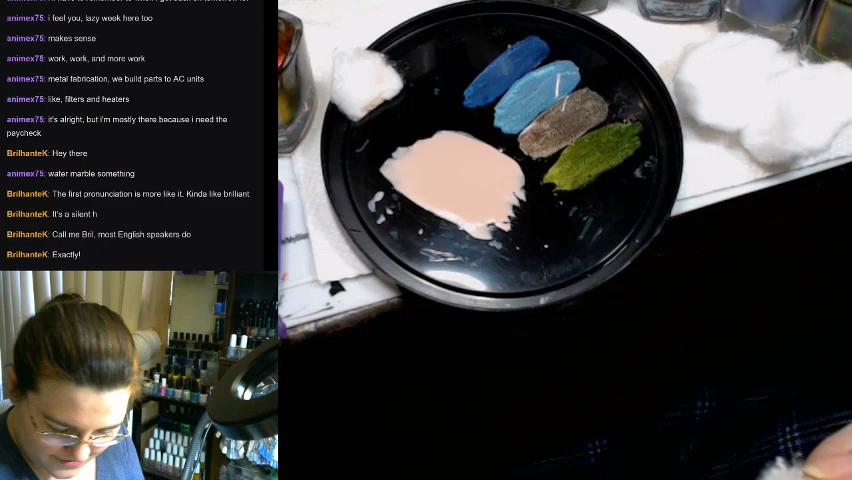 animex75: i feel you, lazy week here too
animex75: makes sense
animex75: work, work, and more work
animex75: metal fabrication, we build parts to AC units
animex75: like, filters and heaters
animex75: it's alright, but i'm mostly there because i need the
paycheck
BrilhanteK: Hey there
animex75: water marble something
BrilhanteK: The first pronunciation is more like it. Kinda like brilliant
BrilhanteK: It's a silent h
BrilhanteK: Call me Bril, most English speakers do
BrilhanteK: Exactly!